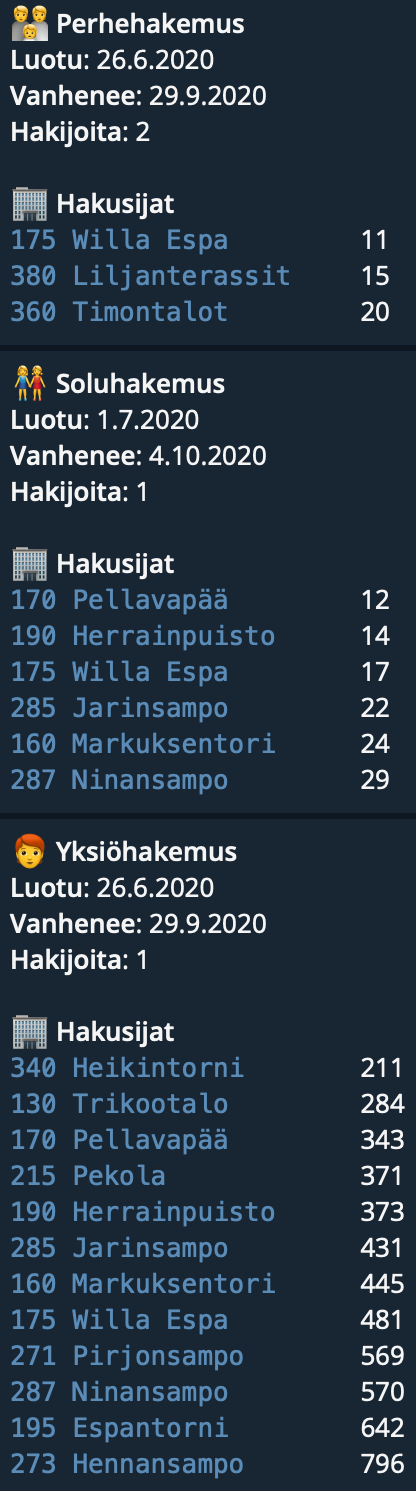 Perhehakemus
Luotu: 26.6.2020
Vanhenee: 29.9.2020
Hakijoita: 2
Hakusijat
175 Willa Espa 11
380 Liljanterassit 15
360 Timontalot 20
Soluhakemus
Luotu: 1.7.2020
Vanhenee: 4.10.2020
Hakijoita: 1
Hakusijat
170 Pellavapää 12
190 Herrainpuisto 14
175 Willa Espa 17
285 Jarinsampo 22
160 Markuksentori 24
287 Ninansampo 29
Yksiöhakemus
Luotu: 26.6.2020
Vanhenee: 29.9.2020
Hakijoita: 1
Hakusijat
340 Heikintorni 211
130 Trikootalo 284
170 Pellavapää 343
215 Pekola 371
190 Herrainpuisto 373
285 Jarinsampo 431
160 Markuksentori 445
175 Willa Espa 481
271 Pirjonsampo 569
287 Ninansampo 570
195 Espantorni 642
273 Hennansampo 796